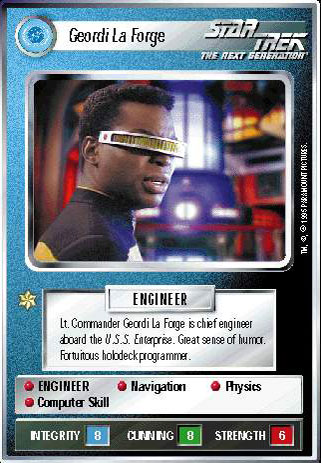 Geordi La Forge
STAR TREK
THE NEXT GENERATION
TM, ©, ® 1995 PARAMOUNT PICTURES.
ENGINEER
Lt. Commander Geordi La Forge is chief engineer
aboard the U.S.S. Enterprise. Great sense of humor.
Fortuitous holodeck programmer.
ENGINEER Navigation Physics
Computer Skill
INTEGRITY 8 CUNNING 8 STRENGTH 6